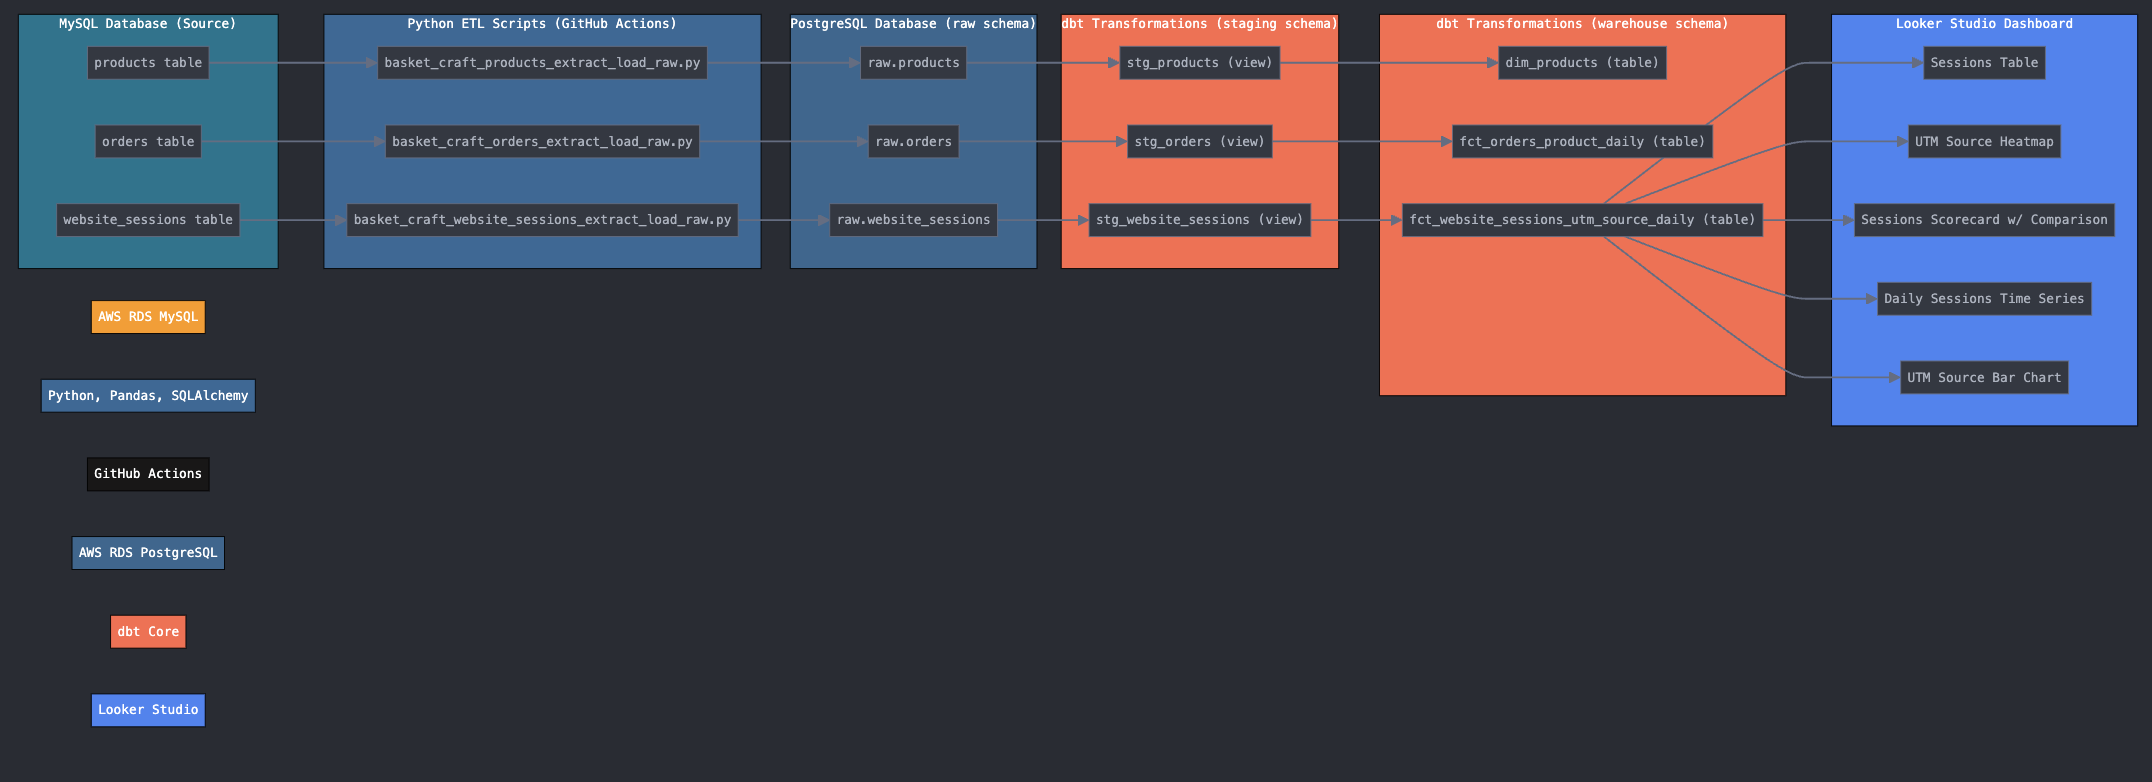 MySQL Database (Source)
products table
orders table
website_sessions table
Python ETL Scripts (GitHub Actions)
basket_craft_products_extract_load_raw.py
basket_craft_orders_extract_load_raw.py
basket_craft_website_sessions_extract_load_raw.py
PostgreSQL Database (raw schema)
raw.products
raw.orders
raw.website_sessions
dbt Transformations (staging schema)
stg_products (view)
stg_orders (view)
stg_website_sessions (view)
dbt Transformations (warehouse schema)
dim_products (table)
fct_orders_product_daily (table)
fct_website_sessions_utm_source_daily (table)
Looker Studio Dashboard
Sessions Table
UTM Source Heatmap
Sessions Scorecard w/ Comparison
Daily Sessions Time Series
UTM Source Bar Chart
AWS RDS MySQL
Python, Pandas, SQLAlchemy
GitHub Actions
AWS RDS PostgreSQL
dbt Core
Looker Studio